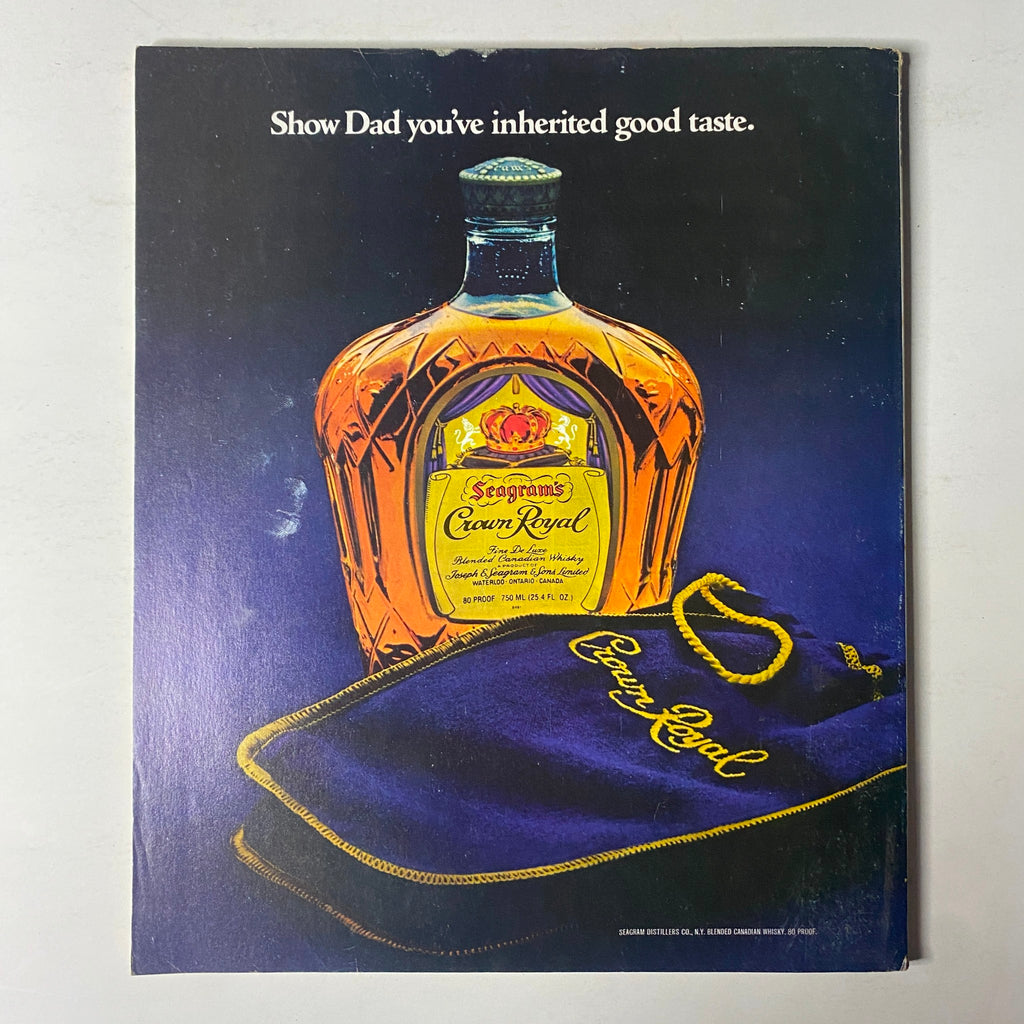 Show Dad you've inherited good taste.
Seagram's
Crown Royal
Fine De Luxe
Blended Canadian Whisky
A PRODUCT OF
Joseph E. Seagram & Sons Limited
WATERLOO · ONTARIO · CANADA
80 PROOF 750 ML (25.4 FL. OZ.)
Crown Royal
SEAGRAM DISTILLERS CO., N.Y. BLENDED CANADIAN WHISKY. 80 PROOF.